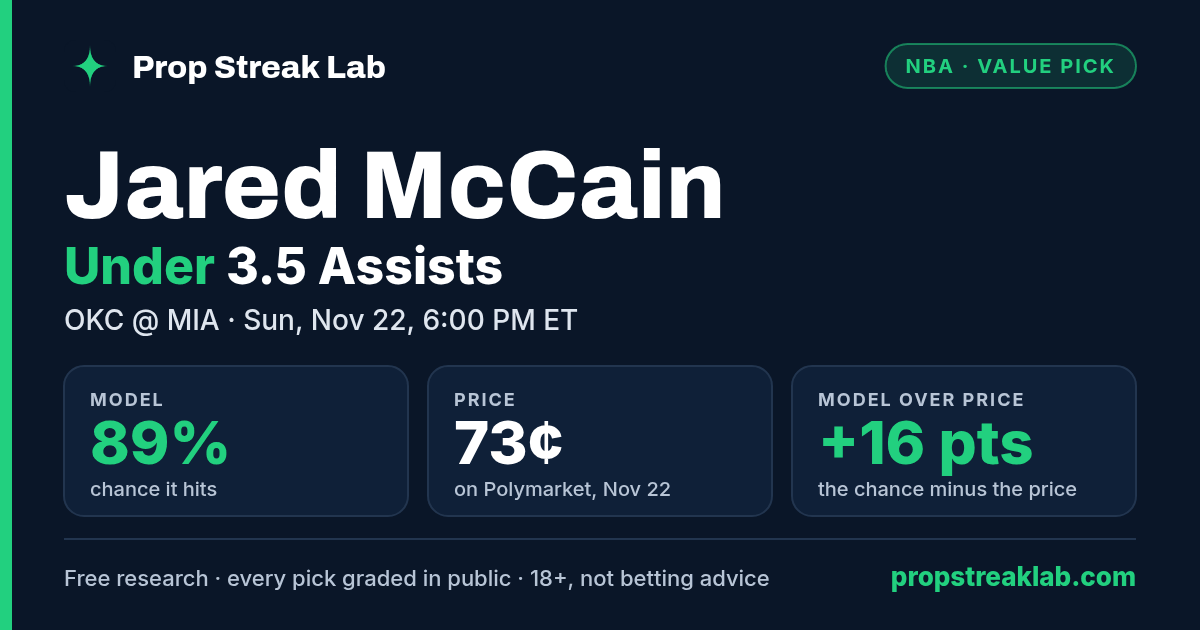 Prop Streak Lab
NBA · VALUE PICK
Jared McCain
Under 3.5 Assists
OKC @ MIA · Sun, Nov 22, 6:00 PM ET
MODEL
89%
chance it hits
PRICE
73¢
on Polymarket, Nov 22
MODEL OVER PRICE
+16 pts
the chance minus the price
Free research · every pick graded in public · 18+, not betting advice
propstreaklab.com